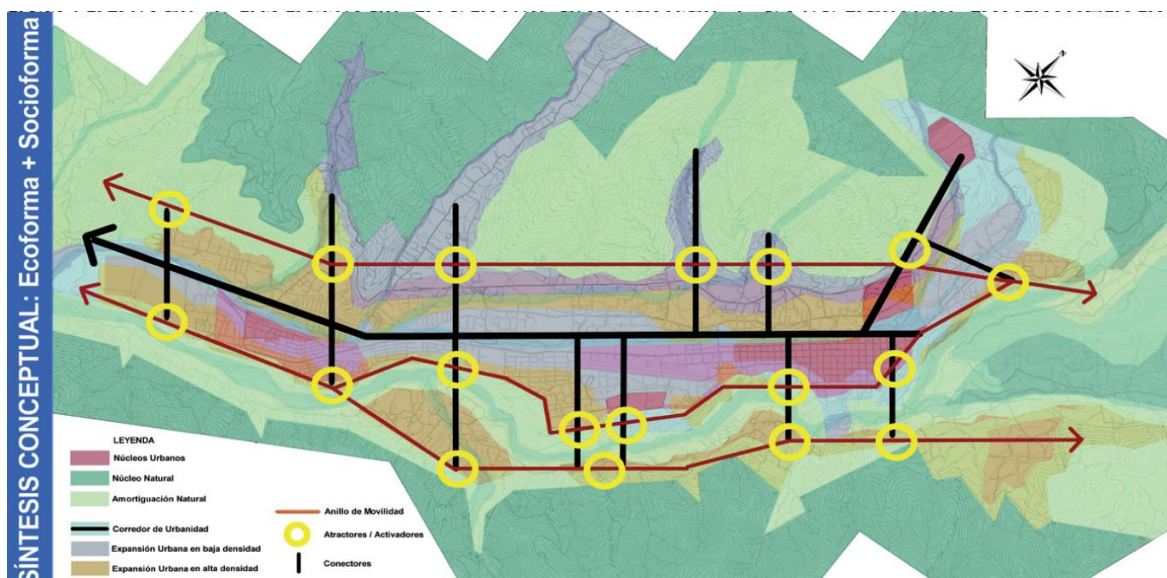 SÍNTESIS CONCEPTUAL: Ecoforma + Socioforma
LEYENDA
Núcleos Urbanos
Núcleo Natural
Amortiguación Natural
Corredor de Urbanidad
Expansión Urbana en baja densidad
Expansión Urbana en alta densidad
Anillo de Movilidad
Atractores / Activadores
Conectores